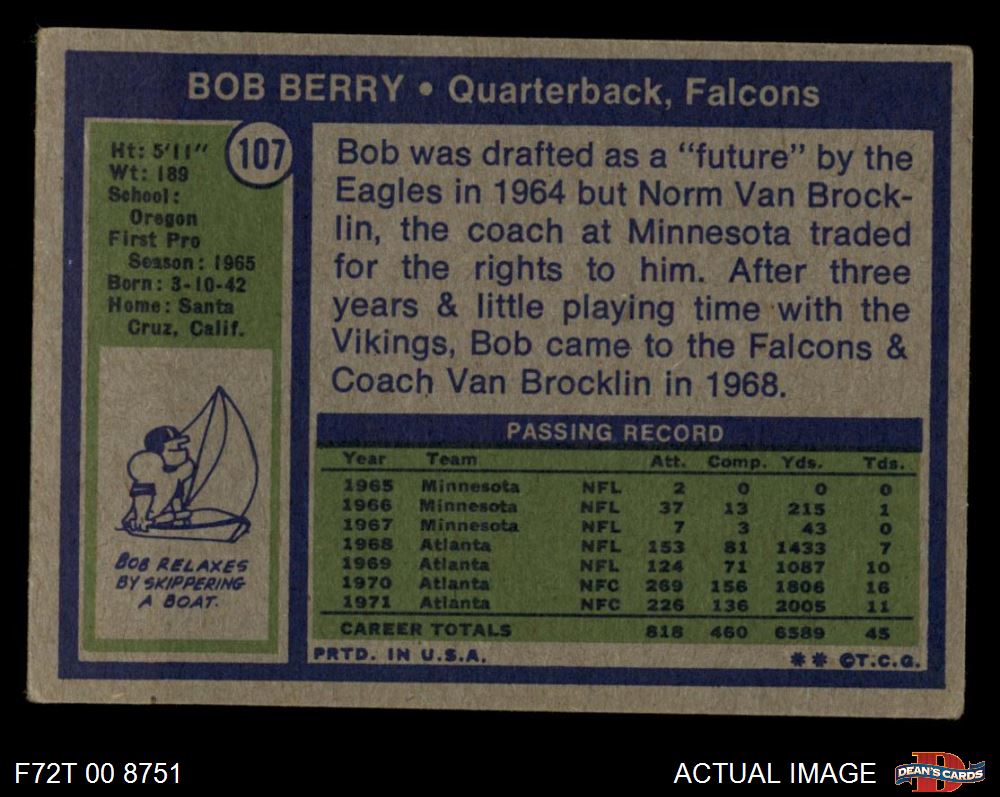 BOB BERRY • Quarterback, Falcons
107
Ht: 5'11"
Wt: 189
School:
Oregon
First Pro
Season: 1965
Born: 3-10-42
Home: Santa
Cruz, Calif.
BOB RELAXES
BY SKIPPERING
A BOAT.
Bob was drafted as a “future” by the
Eagles in 1964 but Norm Van Brock-
lin, the coach at Minnesota traded
for the rights to him. After three
years & little playing time with the
Vikings, Bob came to the Falcons &
Coach Van Brocklin in 1968.
PASSING RECORD
Year Team Att. Comp. Yds. Tds.
1965 Minnesota NFL 2 0 0 0
1966 Minnesota NFL 37 13 215 1
1967 Minnesota NFL 7 3 43 0
1968 Atlanta NFL 153 81 1433 7
1969 Atlanta NFL 124 71 1087 10
1970 Atlanta NFC 269 156 1806 16
1971 Atlanta NFC 226 136 2005 11
CAREER TOTALS 818 460 6589 45
PRTD. IN U.S.A. ** ©T.C.G.
F72T 00 8751
ACTUAL IMAGE
D
DEAN'S CARDS